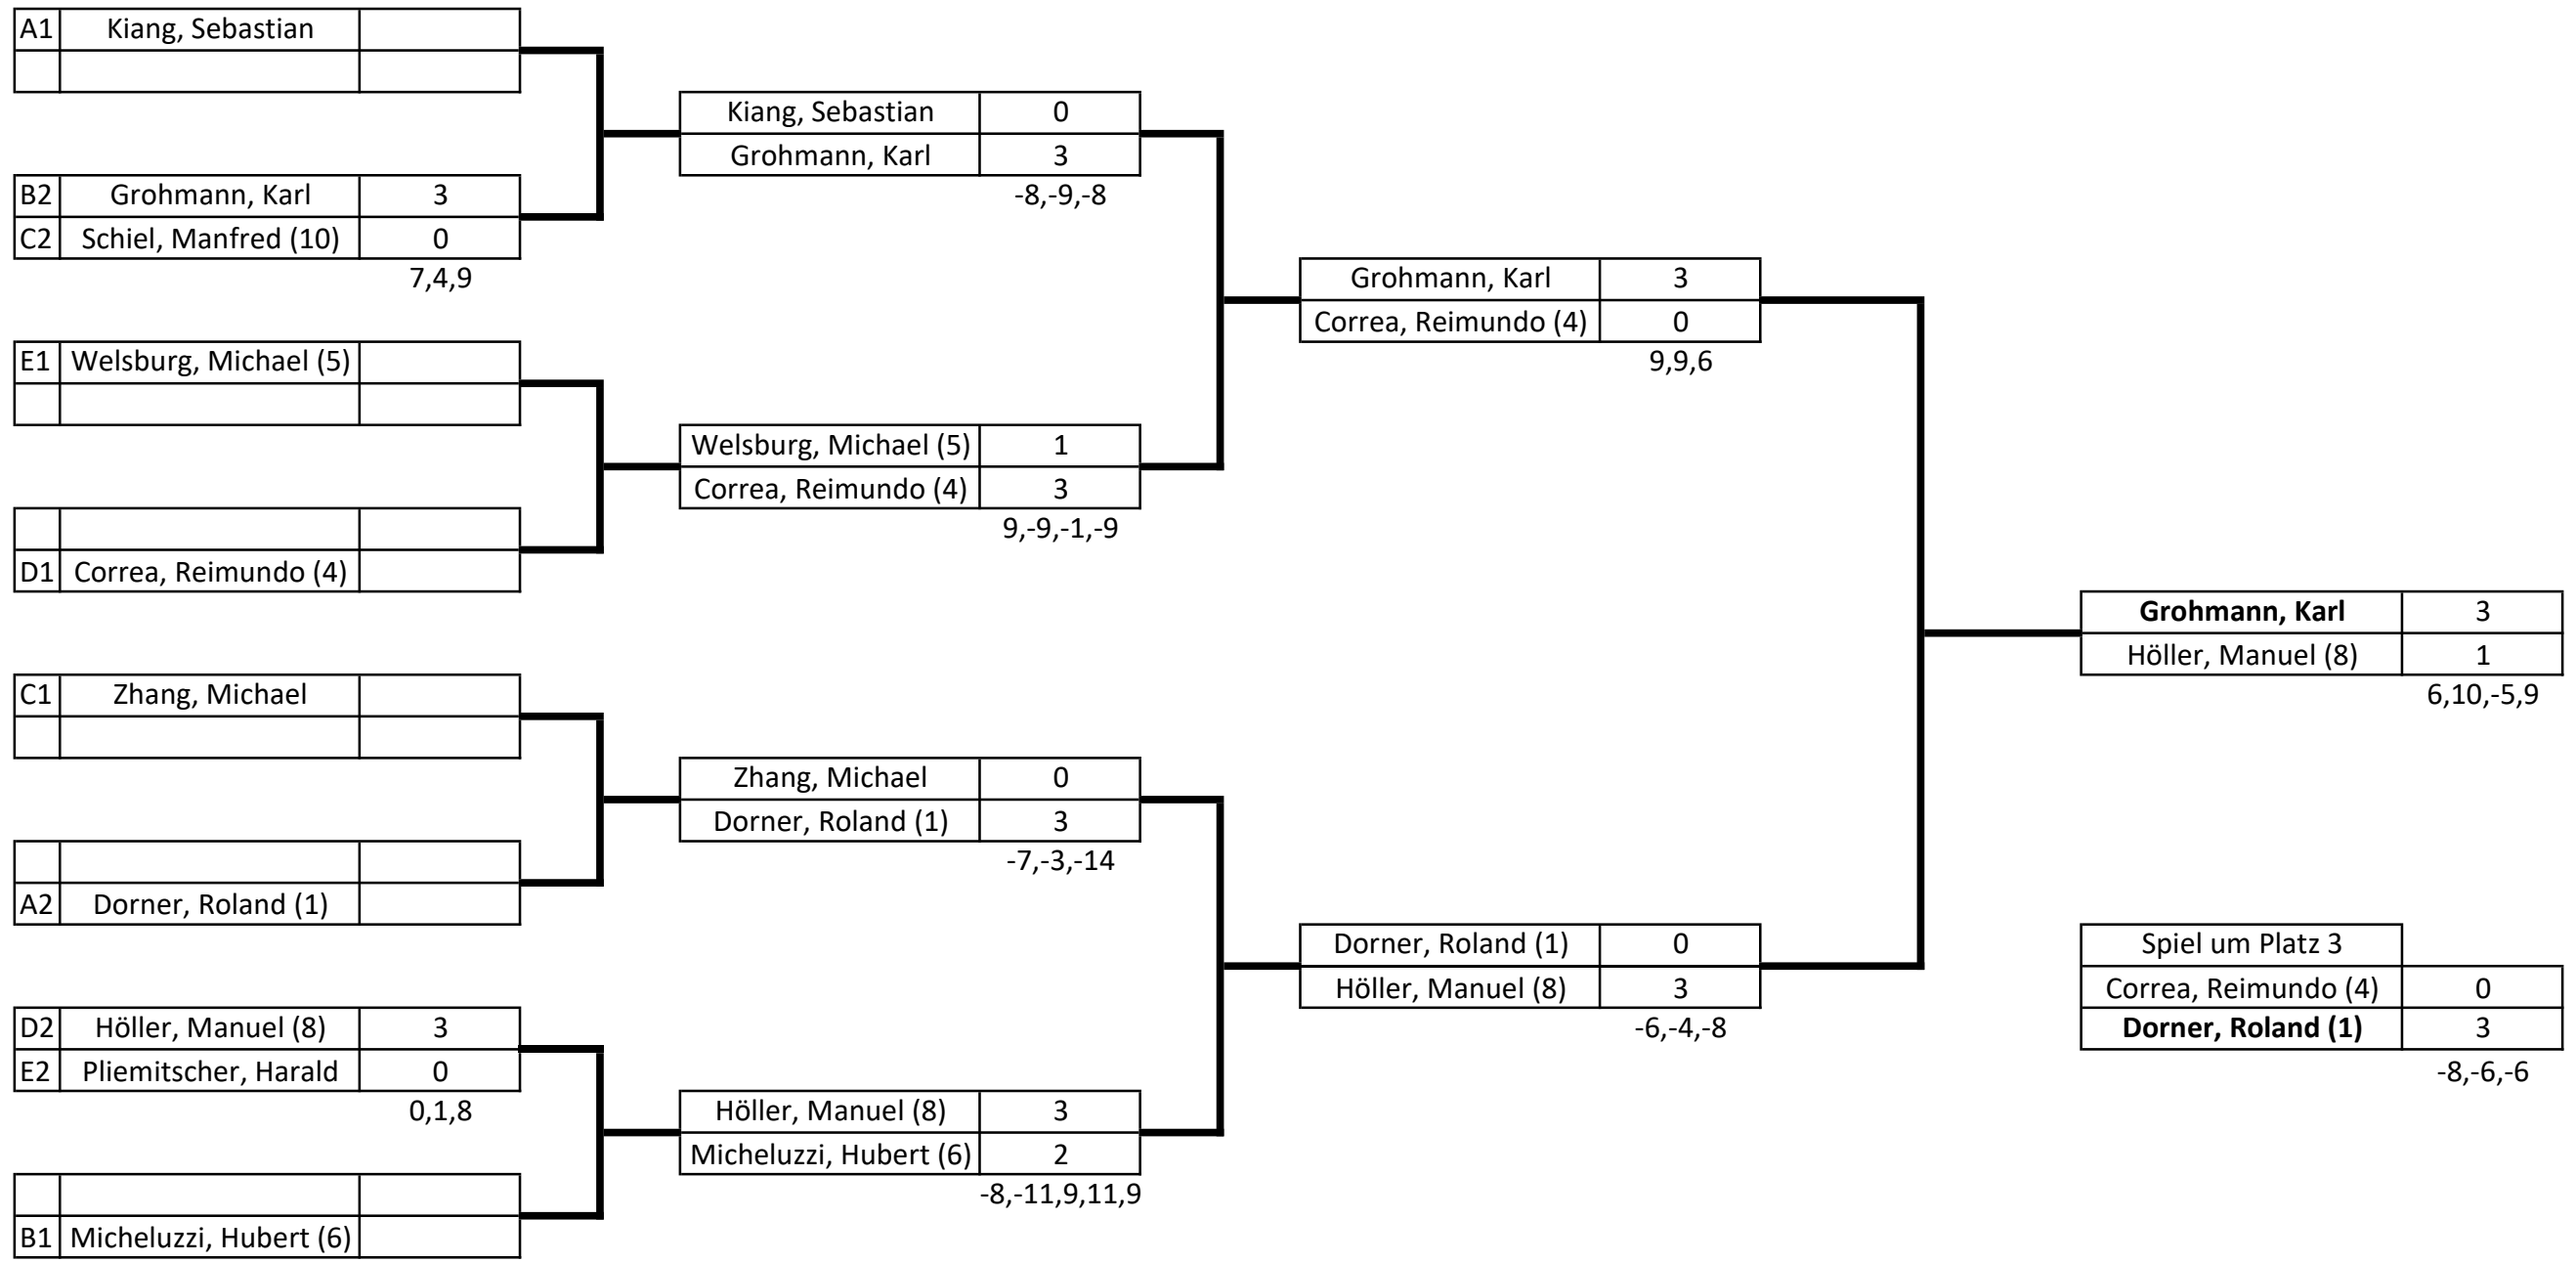 A1 Kiang, Sebastian
B2 Grohmann, Karl 3
C2 Schiel, Manfred (10) 0
7,4,9
E1 Welsburg, Michael (5)
D1 Correa, Reimundo (4)
C1 Zhang, Michael
A2 Dorner, Roland (1)
D2 Höller, Manuel (8) 3
E2 Pliemitscher, Harald 0
0,1,8
B1 Micheluzzi, Hubert (6)
Kiang, Sebastian 0
Grohmann, Karl 3
-8,-9,-8
Welsburg, Michael (5) 1
Correa, Reimundo (4) 3
9,-9,-1,-9
Zhang, Michael 0
Dorner, Roland (1) 3
-7,-3,-14
Höller, Manuel (8) 3
Micheluzzi, Hubert (6) 2
-8,-11,9,11,9
Grohmann, Karl 3
Correa, Reimundo (4) 0
9,9,6
Dorner, Roland (1) 0
Höller, Manuel (8) 3
-6,-4,-8
Grohmann, Karl 3
Höller, Manuel (8) 1
6,10,-5,9
Spiel um Platz 3
Correa, Reimundo (4) 0
Dorner, Roland (1) 3
-8,-6,-6